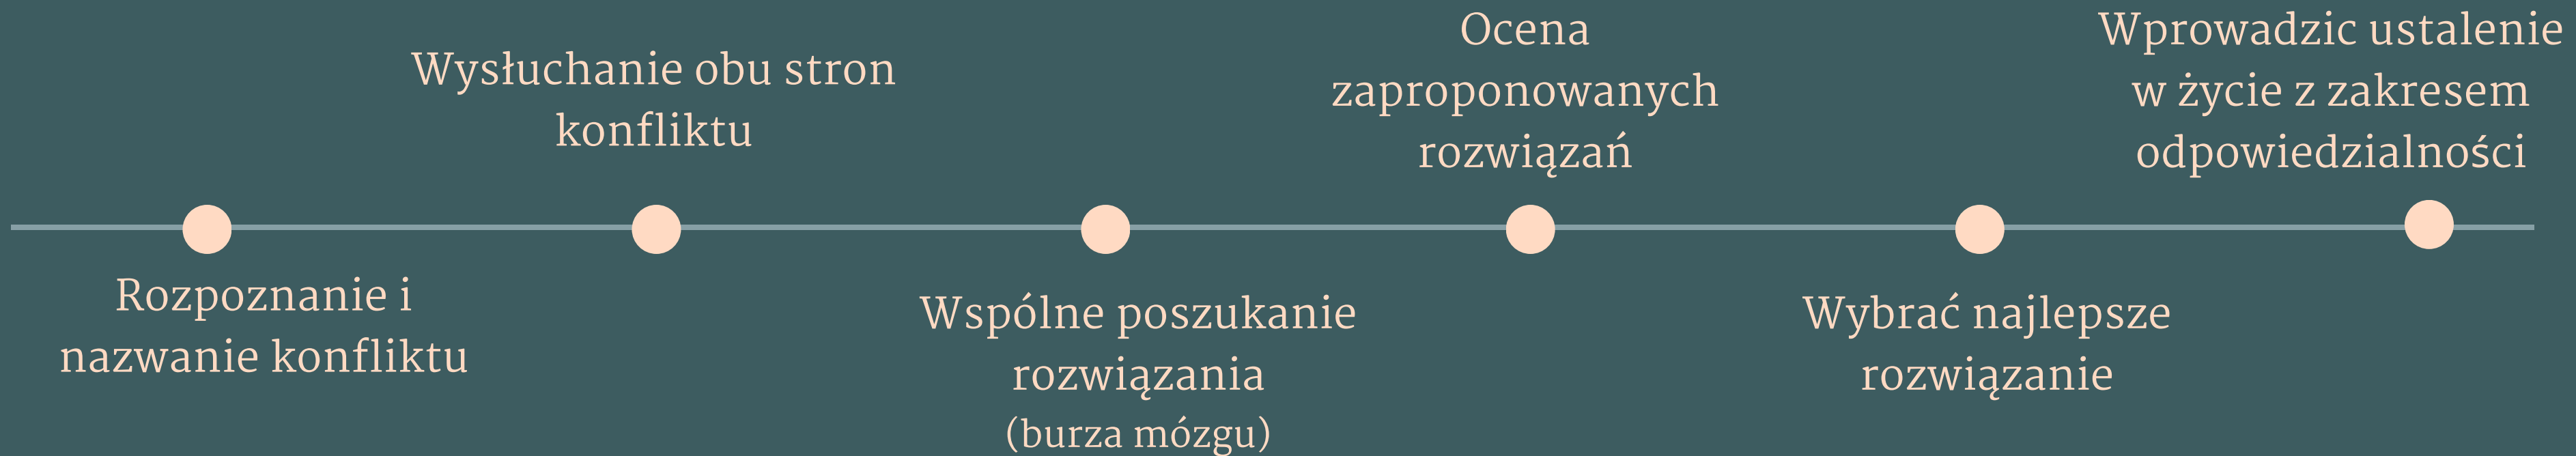 Rozpoznanie i
nazwanie konfliktu
Wysłuchanie obu stron
konfliktu
Wspólne poszukanie
rozwiązania
(burza mózgu)
Ocena
zaproponowanych
rozwiązań
Wybrać najlepsze
rozwiązanie
Wprowadzic ustalenie
w życie z zakresem
odpowiedzialności